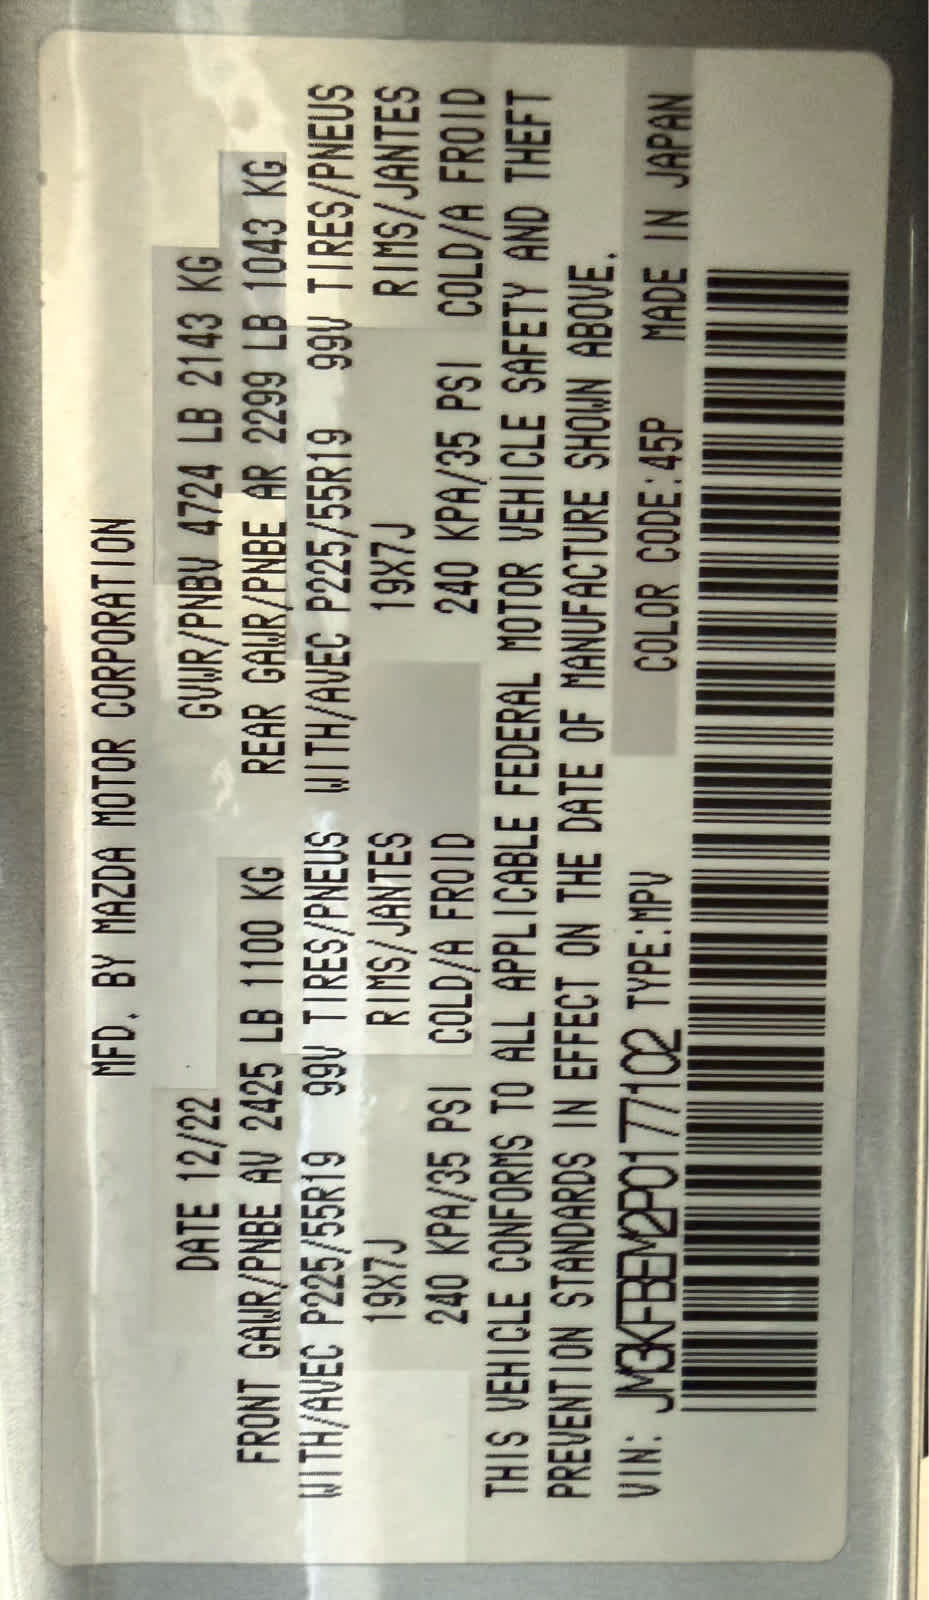 MFD. BY MAZDA MOTOR CORPORATION
DATE 12/22 GVWR/PNBV 4724 LB 2143 KG
FRONT GAWR/PNBE AV 2425 LB 1100 KG REAR GAWR/PNBE AR 2299 LB 1043 KG
WITH/AVEC P225/55R19 99V TIRES/PNEUS WITH/AVEC P225/55R19 99V TIRES/PNEUS
19X7J RIMS/JANTES 19X7J RIMS/JANTES
240 KPA/35 PSI COLD/A FROID 240 KPA/35 PSI COLD/A FROID
THIS VEHICLE CONFORMS TO ALL APPLICABLE FEDERAL MOTOR VEHICLE SAFETY AND THEFT
PREVENTION STANDARDS IN EFFECT ON THE DATE OF MANUFACTURE SHOWN ABOVE.
VIN: JM3KFBEM2P0177102 TYPE:MPV COLOR CODE:45P MADE IN JAPAN